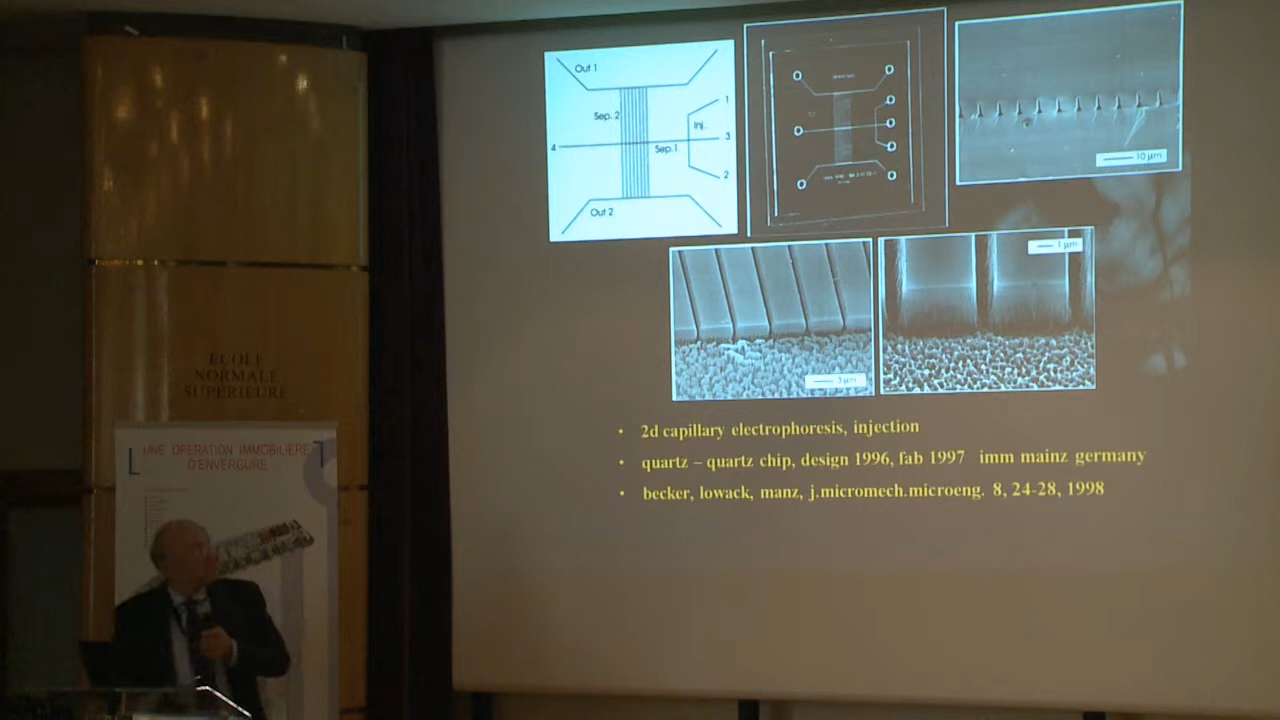 Out 1
Sep. 2
1
Inj.
4
3
Sep.1
2
Out 2
10 µm
3µm
1 µm
• 2d capillary electrophoresis, injection
• quartz – quartz chip, design 1996, fab 1997 imm mainz germany
• becker, lowack, manz, j.micromech.microeng. 8, 24-28, 1998
ECOLE
NORMALE
SUPERIEURE
UNE OPERATION IMMOBILIERE
D'ENVERGURE